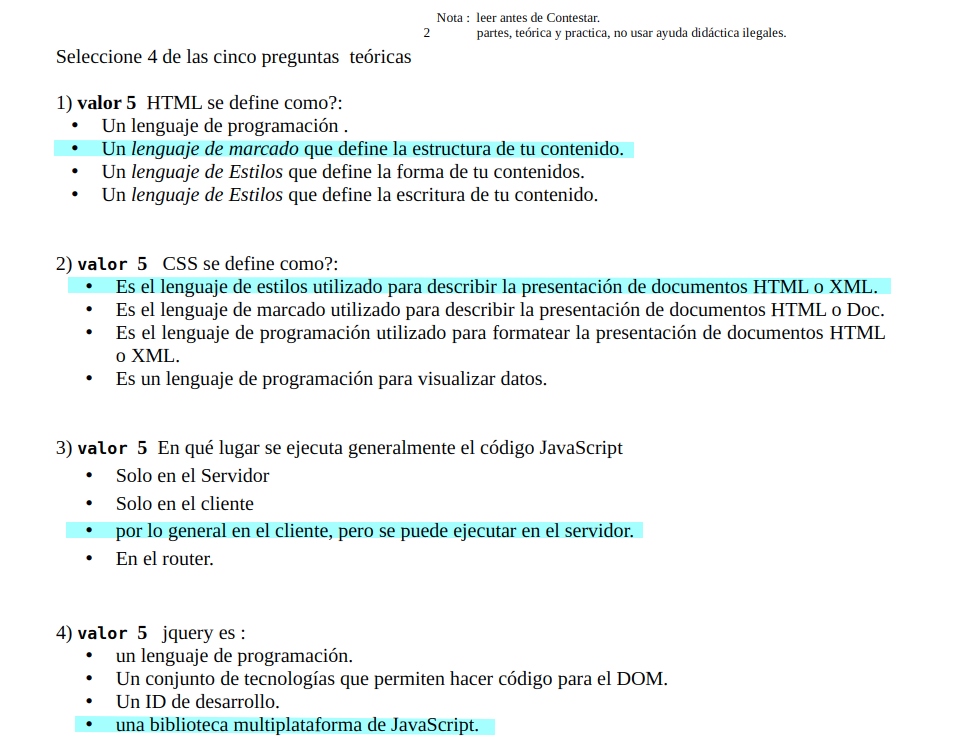 Nota : leer antes de Contestar.
2 partes, teórica y practica, no usar ayuda didáctica ilegales.
Seleccione 4 de las cinco preguntas teóricas
1) valor 5 HTML se define como?:
• Un lenguaje de programación .
• Un lenguaje de marcado que define la estructura de tu contenido.
• Un lenguaje de Estilos que define la forma de tu contenidos.
• Un lenguaje de Estilos que define la escritura de tu contenido.
2) valor 5 CSS se define como?:
• Es el lenguaje de estilos utilizado para describir la presentación de documentos HTML o XML.
• Es el lenguaje de marcado utilizado para describir la presentación de documentos HTML o Doc.
• Es el lenguaje de programación utilizado para formatear la presentación de documentos HTML
o XML.
• Es un lenguaje de programación para visualizar datos.
3) valor 5 En qué lugar se ejecuta generalmente el código JavaScript
• Solo en el Servidor
• Solo en el cliente
• por lo general en el cliente, pero se puede ejecutar en el servidor.
• En el router.
4) valor 5 jquery es :
• un lenguaje de programación.
• Un conjunto de tecnologías que permiten hacer código para el DOM.
• Un ID de desarrollo.
• una biblioteca multiplataforma de JavaScript.